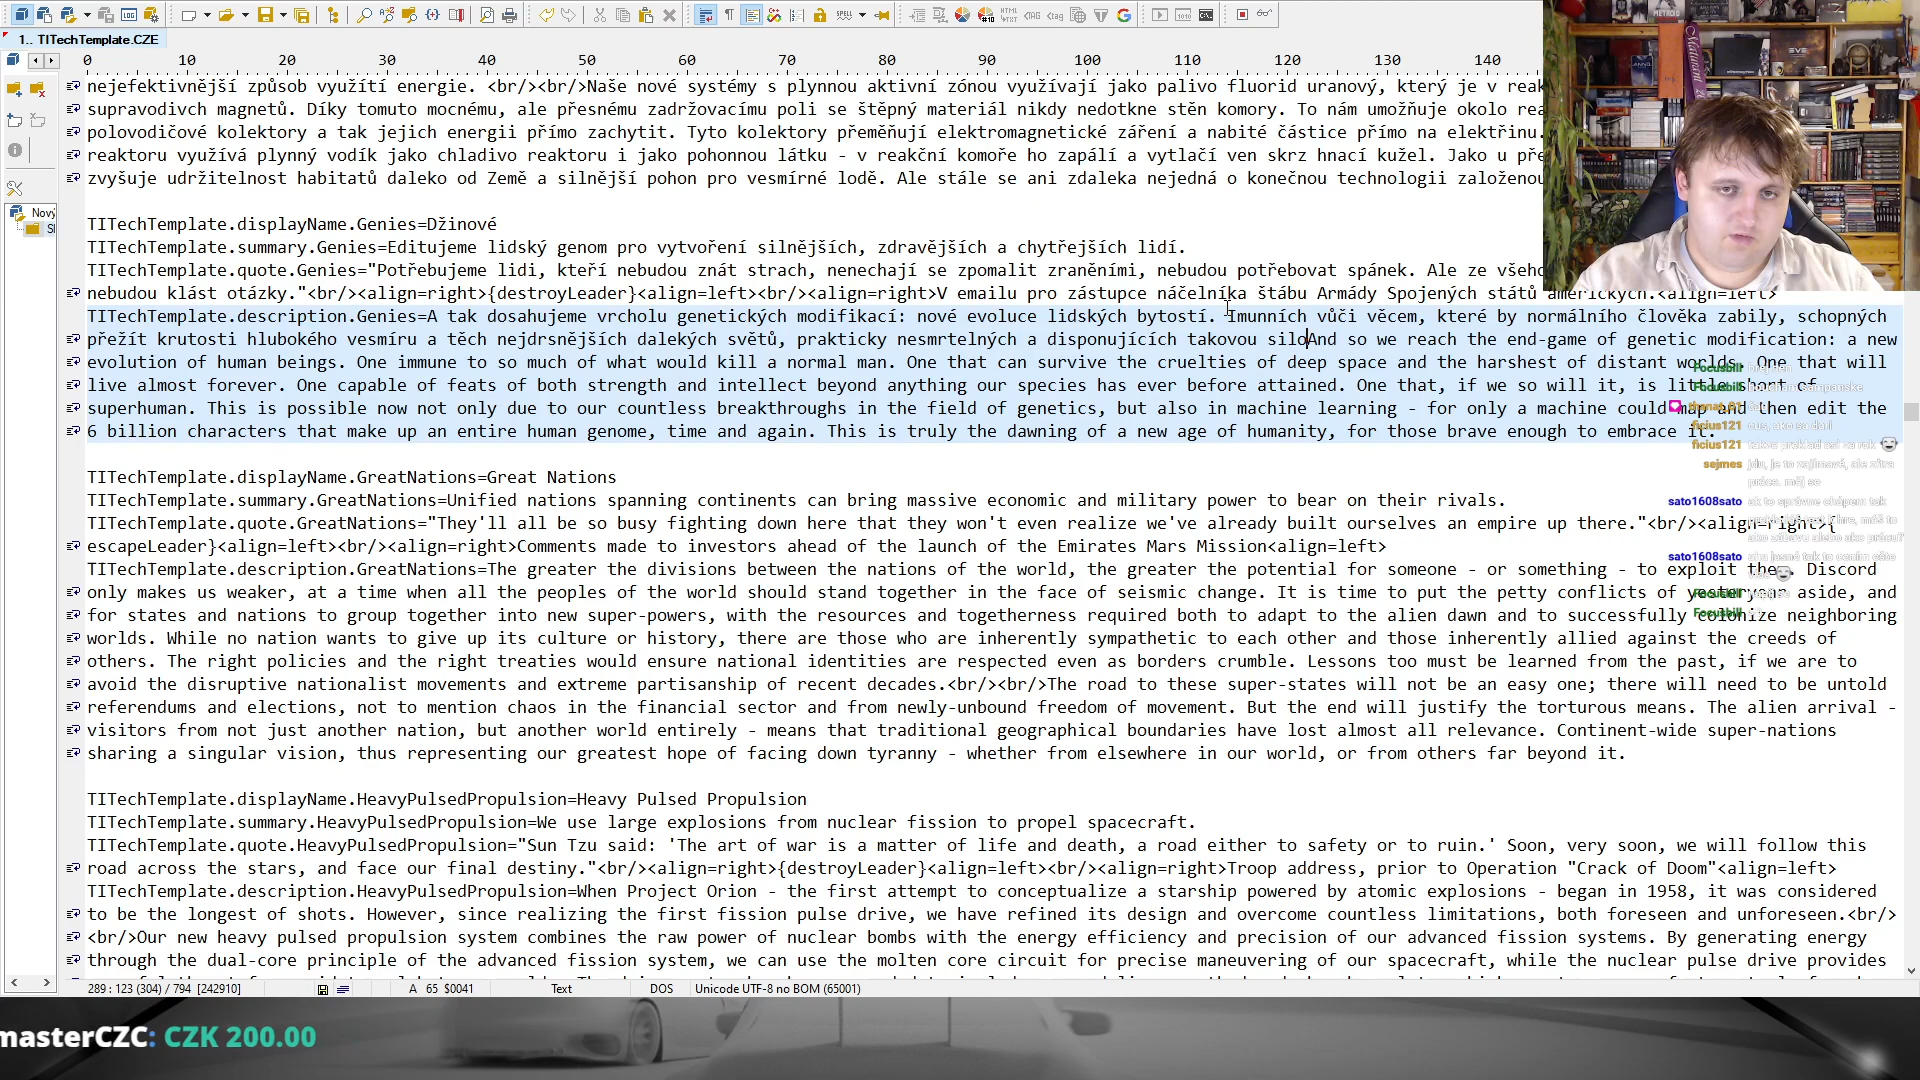 1.. TITechTemplate.CZE
0 10 20 30 40 50 60 70 80 90 100 110 120 130 140
nejefektivnější způsob využítí energie. <br/><br/>Naše nové systémy s plynnou aktivní zónou využívají jako palivo fluorid uranový, který je v reak
supravodivch magnetů. Díky tomuto mocnému, ale přesnému zadržovacímu poli se štěpný materiál nikdy nedotkne stěn komory. To nám umožňuje okolo rea
polovodičové kolektory a tak jejich energii přímo zachytit. Tyto kolektory přeměňují elektromagnetické záření a nabité částice přímo na elektřinu.
reaktoru využívá plynný vodík jako chladivo reaktoru i jako pohonnou látku - v reakční komoře ho zapálí a vytlačí ven skrz hnací kužel. Jako u pře
zvyšuje udržitelnost habitatů daleko od Země a silnější pohon pro vesmírné lodě. Ale stále se ani zdaleka nejedná o konečnou technologii založenou
TITechTemplate.displayName.Genies=Džinové
TITechTemplate.summary.Genies=Editujeme lidský genom pro vytvoření silnějších, zdravějších a chytřejších lidí.
TITechTemplate.quote.Genies="Potřebujeme lidi, kteří nebudou znát strach, nenechají se zpomalit zraněními, nebudou potřebovat spánek. Ale ze všeho
nebudou klást otázky."<br/><align=right>{destroyLeader}<align=left><br/><align=right>V emailu pro zástupce náčelníka štábu Armády Spojených států amerických.<align=left>
TITechTemplate.description.Genies=A tak dosahujeme vrcholu genetických modifikací: nové evoluce lidských bytostí. Imunních vůči věcem, které by normálního člověka zabily, schopných
přežít krutosti hlubokého vesmíru a těch nejdrsnějších dalekých světů, prakticky nesmrtelných a disponujících takovou siloAnd so we reach the end-game of genetic modification: a new
evolution of human beings. One immune to so much of what would kill a normal man. One that can survive the cruelties of deep space and the harshest of distant worlds. One that will
live almost forever. One capable of feats of both strength and intellect beyond anything our species has ever before attained. One that, if we so will it, is little short of
superhuman. This is possible now not only due to our countless breakthroughs in the field of genetics, but also in machine learning - for only a machine could map and then edit the
6 billion characters that make up an entire human genome, time and again. This is truly the dawning of a new age of humanity, for those brave enough to embrace it.
TITechTemplate.displayName.GreatNations=Great Nations
TITechTemplate.summary.GreatNations=Unified nations spanning continents can bring massive economic and military power to bear on their rivals.
TITechTemplate.quote.GreatNations="They'll all be so busy fighting down here that they won't even realize we've already built ourselves an empire up there."<br/><align=right>{
escapeLeader}<align=left><br/><align=right>Comments made to investors ahead of the launch of the Emirates Mars Mission<align=left>
TITechTemplate.description.GreatNations=The greater the divisions between the nations of the world, the greater the potential for someone - or something - to exploit them. Discord
only makes us weaker, at a time when all the peoples of the world should stand together in the face of seismic change. It is time to put the petty conflicts of yesteryear aside, and
for states and nations to group together into new super-powers, with the resources and togetherness required both to adapt to the alien dawn and to successfully colonize neighboring
worlds. While no nation wants to give up its culture or history, there are those who are inherently sympathetic to each other and those inherently allied against the creeds of
others. The right policies and the right treaties would ensure national identities are respected even as borders crumble. Lessons too must be learned from the past, if we are to
avoid the disruptive nationalist movements and extreme partisanship of recent decades.<br/><br/>The road to these super-states will not be an easy one; there will need to be untold
referendums and elections, not to mention chaos in the financial sector and from newly-unbound freedom of movement. But the end will justify the torturous means. The alien arrival -
visitors from not just another nation, but another world entirely - means that traditional geographical boundaries have lost almost all relevance. Continent-wide super-nations
sharing a singular vision, thus representing our greatest hope of facing down tyranny - whether from elsewhere in our world, or from others far beyond it.
TITechTemplate.displayName.HeavyPulsedPropulsion=Heavy Pulsed Propulsion
TITechTemplate.summary.HeavyPulsedPropulsion=We use large explosions from nuclear fission to propel spacecraft.
TITechTemplate.quote.HeavyPulsedPropulsion="Sun Tzu said: 'The art of war is a matter of life and death, a road either to safety or to ruin.' Soon, very soon, we will follow this
road across the stars, and face our final destiny."<br/><align=right>{destroyLeader}<align=left><br/><align=right>Troop address, prior to Operation "Crack of Doom"<align=left>
TITechTemplate.description.HeavyPulsedPropulsion=When Project Orion - the first attempt to conceptualize a starship powered by atomic explosions - began in 1958, it was considered
to be the longest of shots. However, since realizing the first fission pulse drive, we have refined its design and overcome countless limitations, both foreseen and unforeseen.<br/>
<br/>Our new heavy pulsed propulsion system combines the raw power of nuclear bombs with the energy efficiency and precision of our advanced fission systems. By generating energy
through the dual-core principle of the advanced fission system, we can use the molten core circuit for precise maneuvering of our spacecraft, while the nuclear pulse drive provides
Nový
Focusbill
Focusbill
thanat_01
ficius121
ficius121
sejmes
sato1608sato
sato1608sato
Focusbill
Focusbill
289 : 123 (304) / 794 [242910]
A 65 $0041
Text
DOS
Unicode UTF-8 no BOM (65001)
masterCZC: CZK 200.00